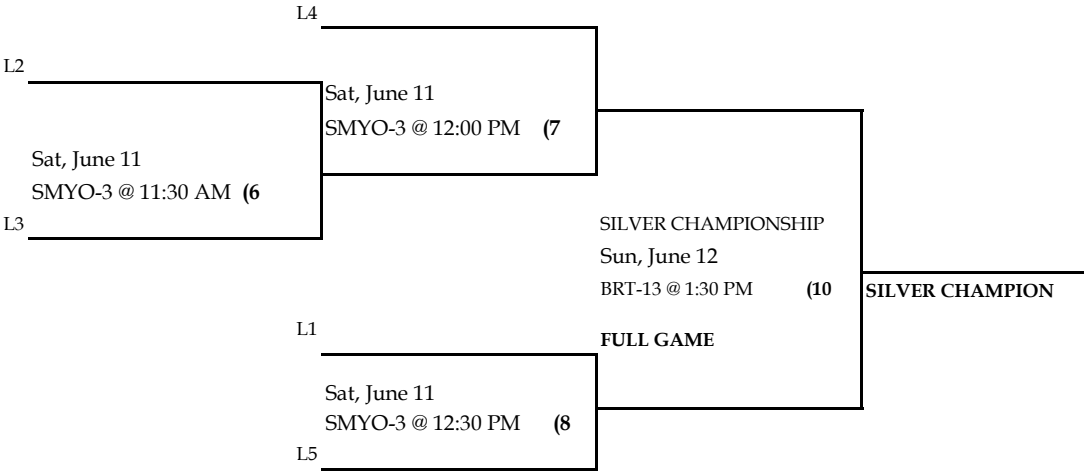 L4
L2
Sat, June 11
SMYO-3 @ 12:00 PM (7
Sat, June 11
SMYO-3 @ 11:30 AM (6
L3
SILVER CHAMPIONSHIP
Sun, June 12
BRT-13 @ 1:30 PM (10
SILVER CHAMPION
L1
FULL GAME
Sat, June 11
SMYO-3 @ 12:30 PM (8
L5